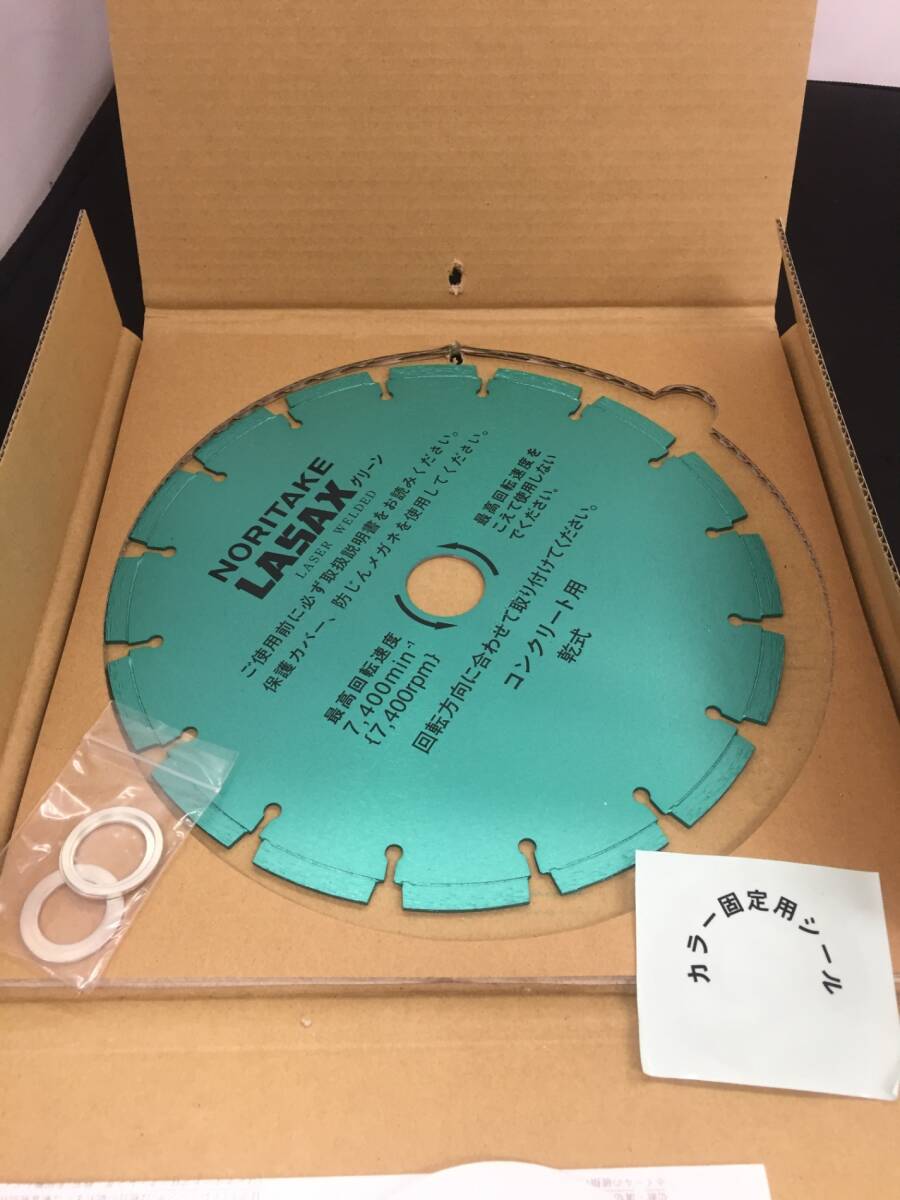 NORITAKE
LASAX グリーン
LASER WELDED
ご使用前に必ず取扱説明書をお読みください。
保護カバー、防じんメガネを使用してください。
最高回転速度
7,400min⁻¹
{7,400rpm}
最高回転速度を
こえて使用しない
でください。
回転方向に合わせて取り付けてください。
コンクリート用
乾式
カラー固定用シール